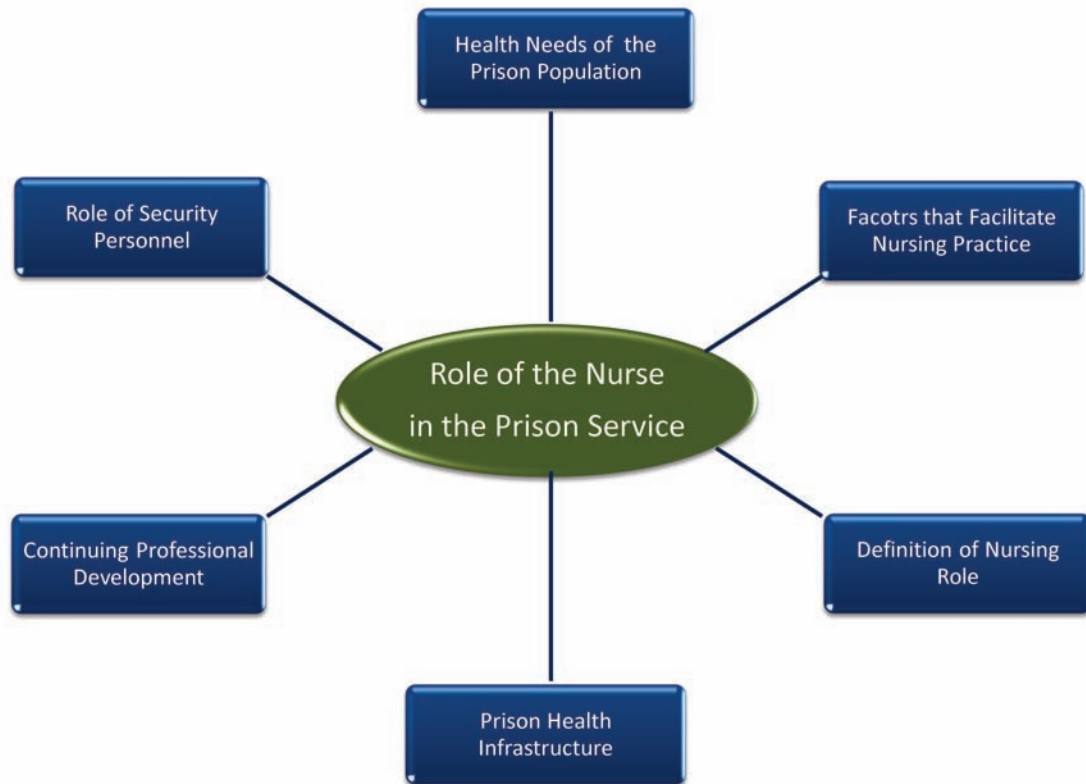 Health Needs of the
Prison Population
Role of Security
Personnel
Facotrs that Facilitate
Nursing Practice
Role of the Nurse
in the Prison Service
Continuing Professional
Development
Definition of Nursing
Role
Prison Health
Infrastructure